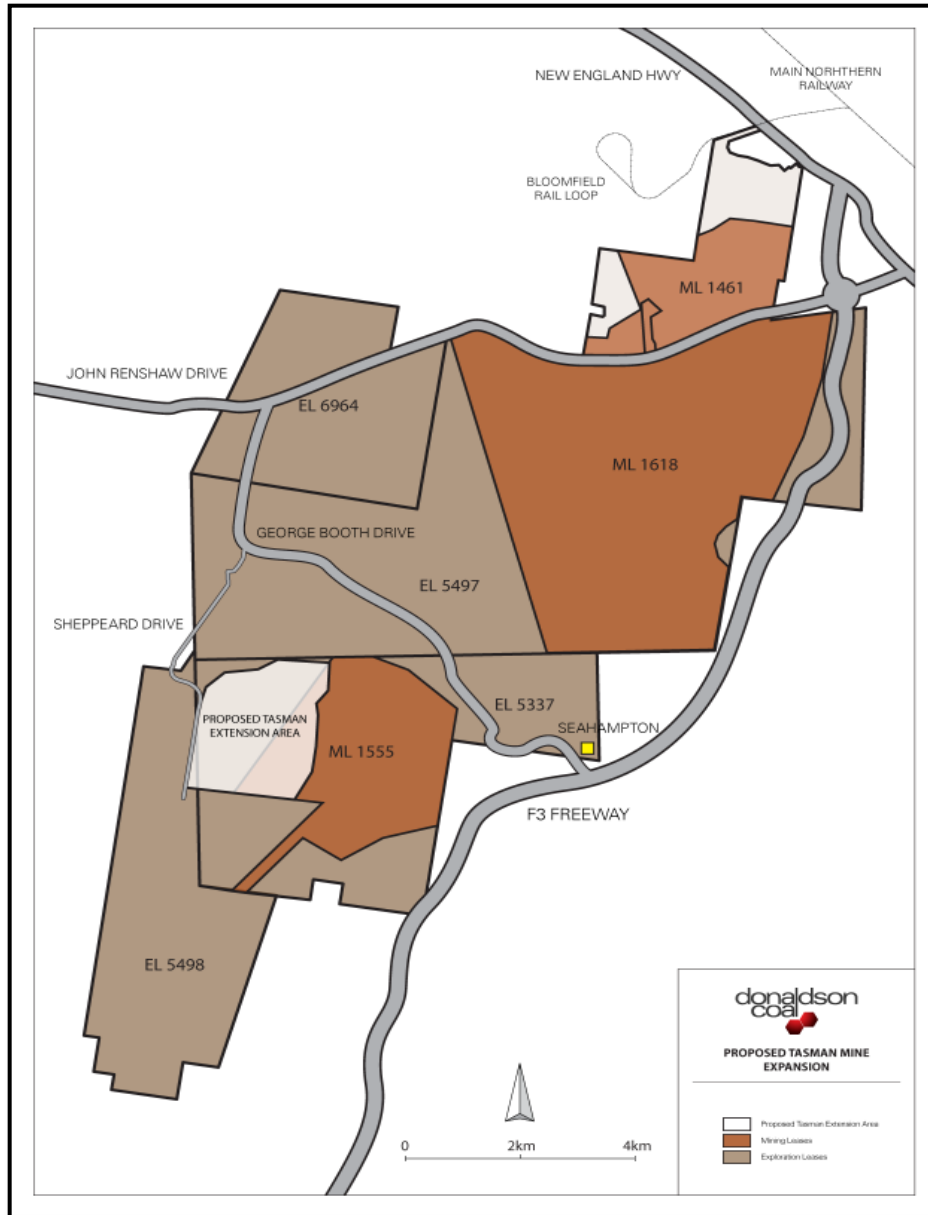 NEW ENGLAND HWY
MAIN NORHTHERN
RAILWAY
BLOOMFIELD
RAIL LOOP
ML 1461
JOHN RENSHAW DRIVE
EL 6964
ML 1618
GEORGE BOOTH DRIVE
EL 5497
SHEPPEARD DRIVE
EL 5337
PROPOSED TASMAN
EXTENSION AREA
SEAHAMPTON
ML 1555
F3 FREEWAY
EL 5498
donaldson
coal
PROPOSED TASMAN MINE
EXPANSION
0 2km 4km
Proposed Tasman Extension Area
Mining Leases
Exploration Leases